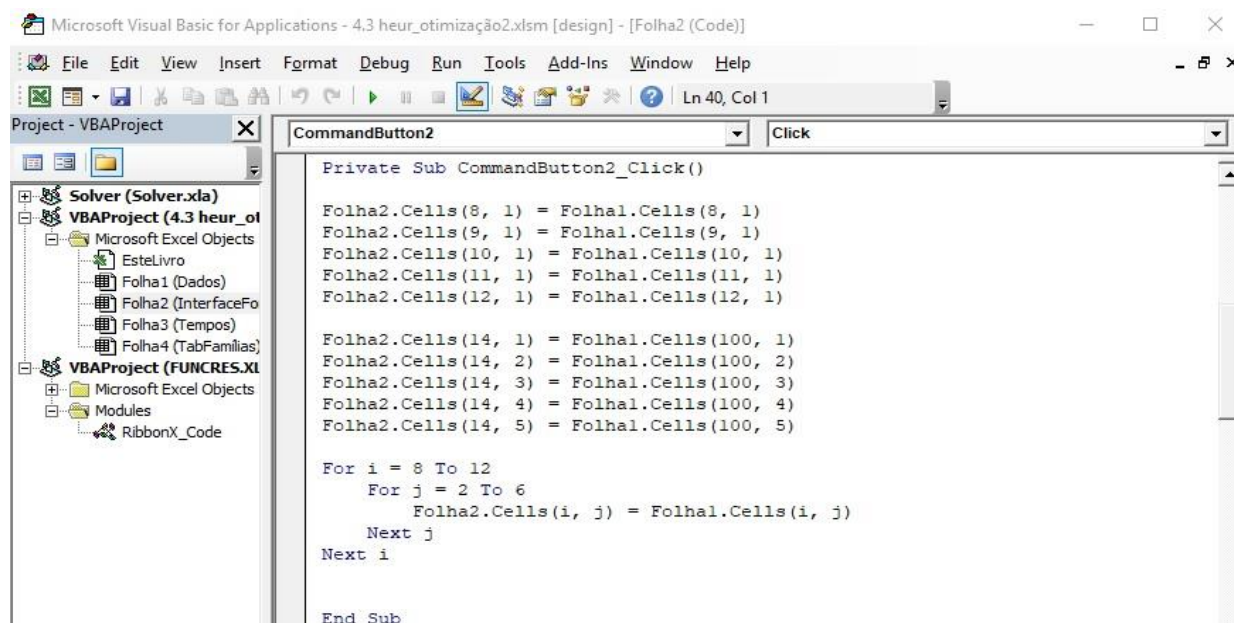 Microsoft Visual Basic for Applications - 4.3 heur_otimização2.xlsm [design] - [Folha2 (Code)]
File Edit View Insert Format Debug Run Tools Add-Ins Window Help
Ln 40, Col 1
Project - VBAProject
CommandButton2
Click
Solver (Solver.xla)
VBAProject (4.3 heur_ot
Microsoft Excel Objects
EsteLivro
Folha1 (Dados)
Folha2 (InterfaceFo
Folha3 (Tempos)
Folha4 (TabFamílias)
VBAProject (FUNCRES.XL
Microsoft Excel Objects
Modules
RibbonX_Code
Private Sub CommandButton2_Click()
Folha2.Cells(8, 1) = Folha1.Cells(8, 1)
Folha2.Cells(9, 1) = Folha1.Cells(9, 1)
Folha2.Cells(10, 1) = Folha1.Cells(10, 1)
Folha2.Cells(11, 1) = Folha1.Cells(11, 1)
Folha2.Cells(12, 1) = Folha1.Cells(12, 1)
Folha2.Cells(14, 1) = Folha1.Cells(100, 1)
Folha2.Cells(14, 2) = Folha1.Cells(100, 2)
Folha2.Cells(14, 3) = Folha1.Cells(100, 3)
Folha2.Cells(14, 4) = Folha1.Cells(100, 4)
Folha2.Cells(14, 5) = Folha1.Cells(100, 5)
For i = 8 To 12
For j = 2 To 6
Folha2.Cells(i, j) = Folha1.Cells(i, j)
Next j
Next i
End Sub